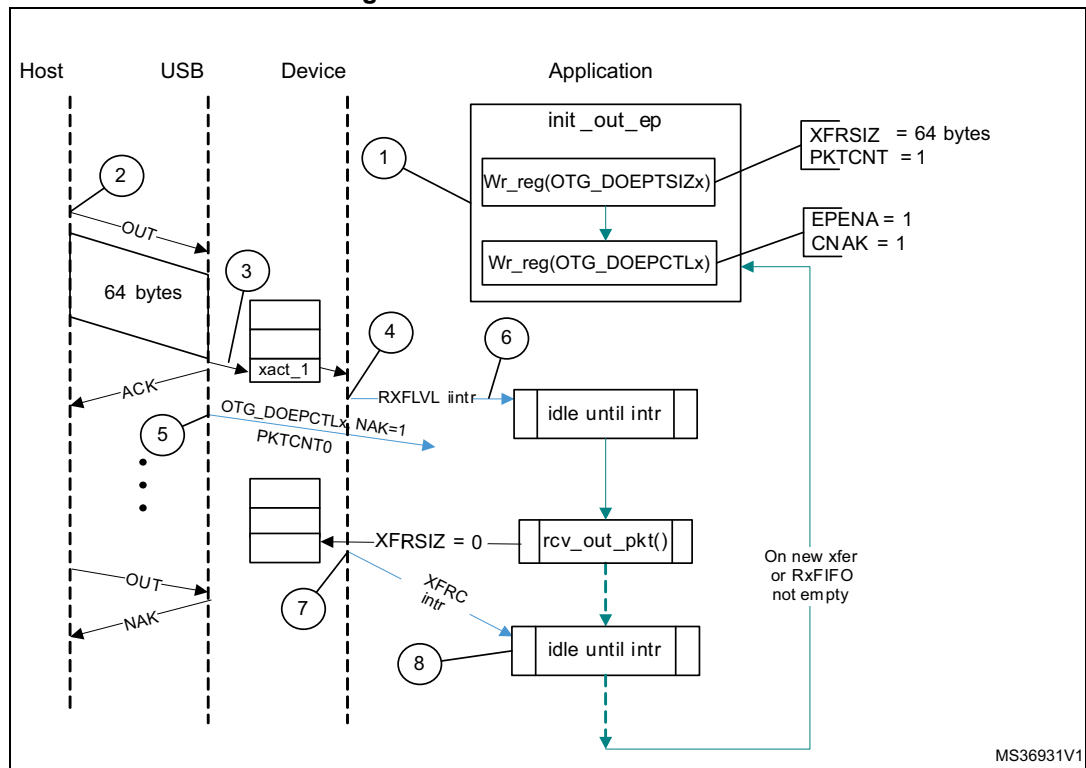 g
Host USB Device Application
init_out_ep
XFRSIZ = 64 bytes
PKTCNT = 1
1
Wr_reg(OTG_DOEPTSIZx)
2
EPENA = 1
CNAK = 1
OUT
Wr_reg(OTG_DOEPCTLx)
3
64 bytes
4
6
xact_1
ACK
RXFLVL iintr
idle until intr
OTG_DOEPCTLx, NAK=1
PKTCNT0
5
XFRSIZ = 0
rcv_out_pkt()
On new xfer
or RxFIFO
not empty
OUT
XFRC
intr
7
NAK
idle until intr
8
MS36931V1